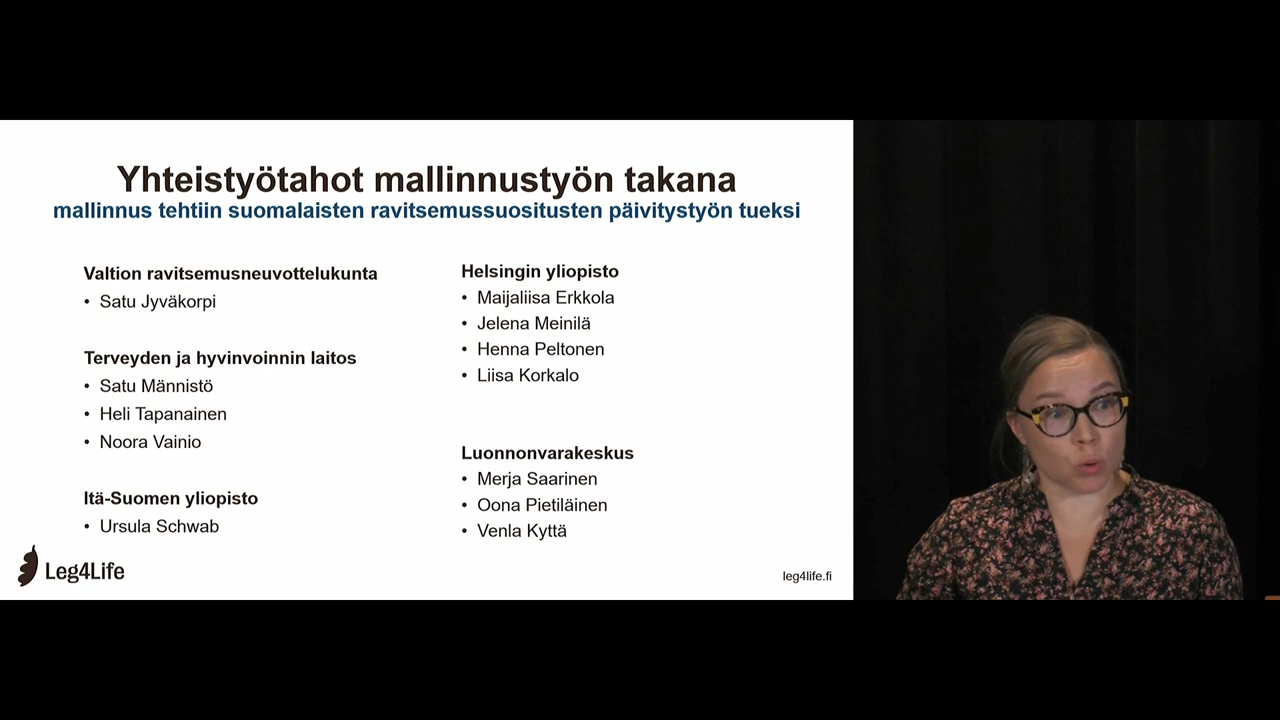 Yhteistyötahot mallinnustyön takana
mallinnus tehtiin suomalaisten ravitsemussuositusten päivitystyön tueksi
Valtion ravitsemusneuvottelukunta
• Satu Jyväkorpi
Terveyden ja hyvinvoinnin laitos
• Satu Männistö
• Heli Tapanainen
• Noora Vainio
Itä-Suomen yliopisto
• Ursula Schwab
Helsingin yliopisto
• Maijaliisa Erkkola
• Jelena Meinilä
• Henna Peltonen
• Liisa Korkalo
Luonnonvarakeskus
• Merja Saarinen
• Oona Pietiläinen
• Venla Kyttä
Leg4Life
leg4life.fi